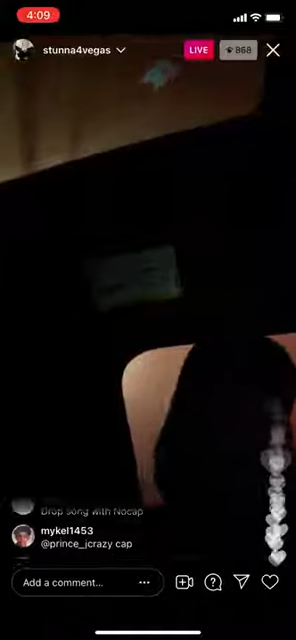 4:09
stunna4vegas
LIVE
868
Drop song with Nocap
mykel1453
@prince_jcrazy cap
Add a comment...